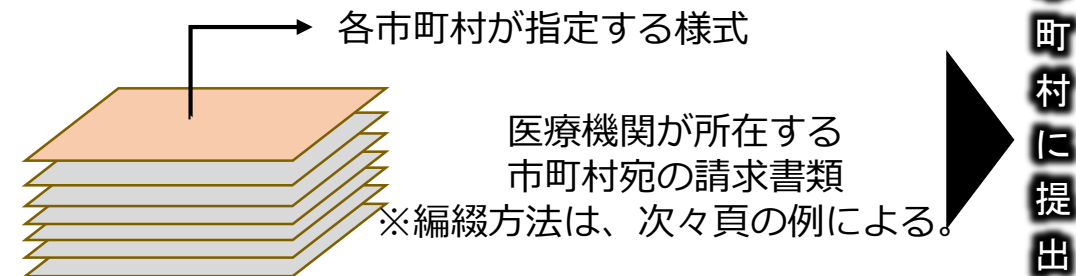 各市町村が指定する様式
医療機関が所在する
市町村宛の請求書類
※編綴方法は、次々頁の例による。
町村に提出